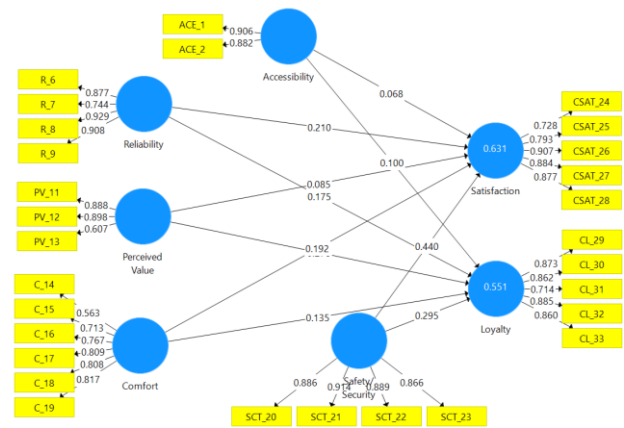 ACE_1
0.906
ACE_2
0.882
Accessibility
R_6
0.877
R_7
0.744
R_8
0.929
R_9
0.908
Reliability
0.068
0.210
0.100
CSAT_24
0.728
CSAT_25
0.793
CSAT_26
0.907
CSAT_27
0.884
CSAT_28
0.877
0.631
Satisfaction
PV_11
0.888
PV_12
0.898
PV_13
0.607
Perceived
Value
0.085
0.175
0.192
0.440
CL_29
0.873
CL_30
0.862
CL_31
0.714
CL_32
0.885
CL_33
0.860
0.551
Loyalty
C_14
0.563
C_15
0.713
C_16
0.767
C_17
0.809
C_18
0.808
C_19
0.817
Comfort
0.135
0.295
Safety/
Security
0.886
0.914
0.889
0.866
SCT_20
SCT_21
SCT_22
SCT_23